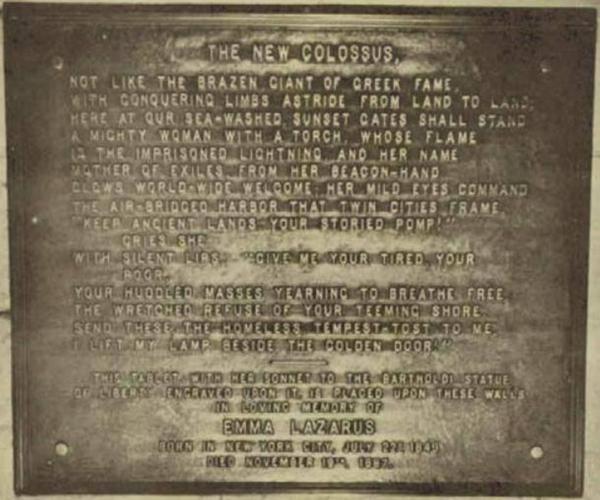 THE NEW COLOSSUS.
NOT LIKE THE BRAZEN GIANT OF GREEK FAME,
WITH CONQUERING LIMBS ASTRIDE FROM LAND TO LAND;
HERE AT OUR SEA-WASHED, SUNSET GATES SHALL STAND
A MIGHTY WOMAN WITH A TORCH, WHOSE FLAME
IS THE IMPRISONED LIGHTNING, AND HER NAME
MOTHER OF EXILES. FROM HER BEACON-HAND
GLOWS WORLD-WIDE WELCOME; HER MILD EYES COMMAND
THE AIR-BRIDGED HARBOR THAT TWIN CITIES FRAME.
"KEEP ANCIENT LANDS YOUR STORIED POMP!"
CRIES SHE
WITH SILENT LIPS. "GIVE ME YOUR TIRED, YOUR
POOR,
YOUR HUDDLED MASSES YEARNING TO BREATHE FREE,
THE WRETCHED REFUSE OF YOUR TEEMING SHORE.
SEND THESE, THE HOMELESS, TEMPEST-TOST TO ME,
I LIFT MY LAMP BESIDE THE GOLDEN DOOR!"
THIS TABLET, WITH HER SONNET TO THE BARTHOLDI STATUE
OF LIBERTY ENGRAVED UPON IT, IS PLACED UPON THESE WALLS
IN LOVING MEMORY OF
EMMA LAZARUS
BORN IN NEW YORK CITY, JULY 22D, 1849
DIED NOVEMBER 19TH, 1887.